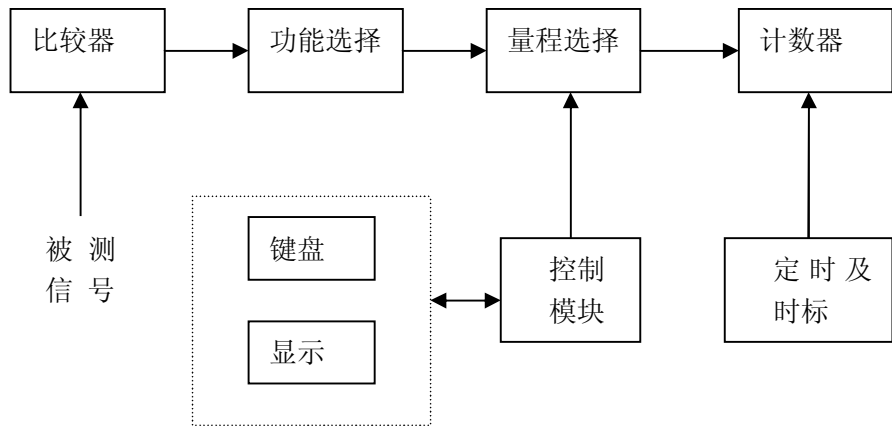 比较器
功能选择
量程选择
计数器
被 测
信 号
键盘
显示
控制
模块
定 时 及
时标